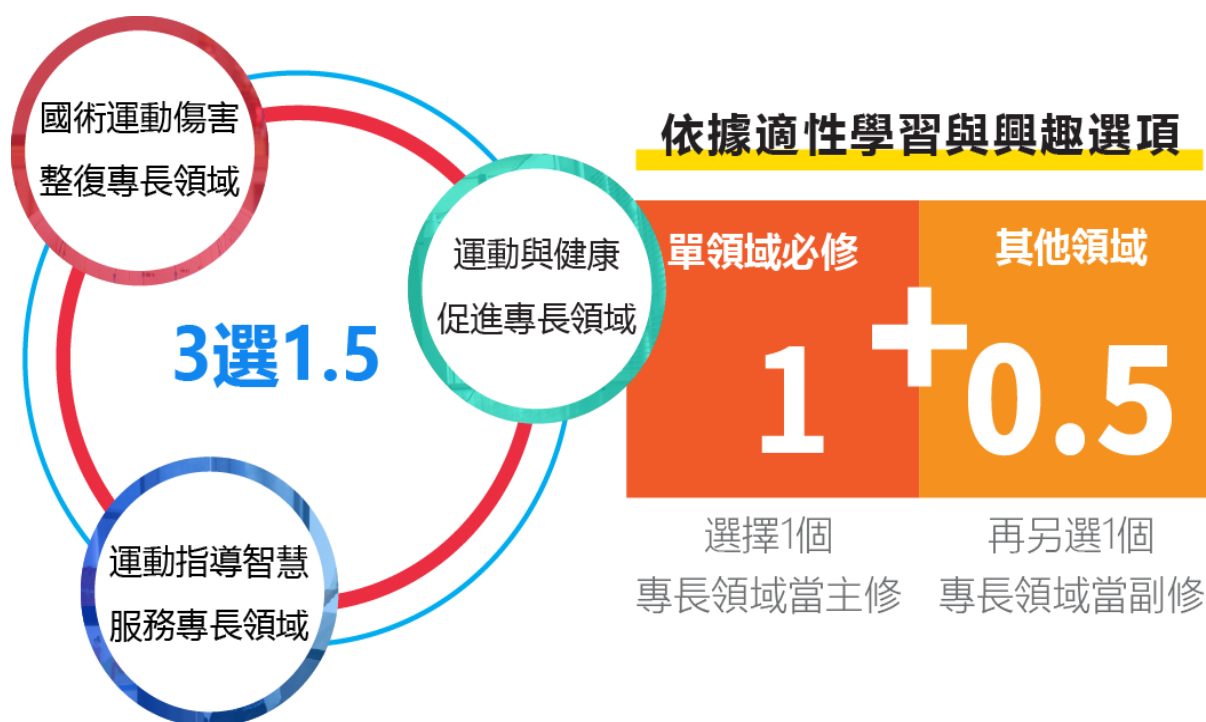 國術運動傷害
整復專長領域
運動與健康
促進專長領域
3選1.5
運動指導智慧
服務專長領域
依據適性學習與興趣選項
單領域必修
1
+
其他領域
0.5
選擇1個
專長領域當主修
再另選1個
專長領域當副修